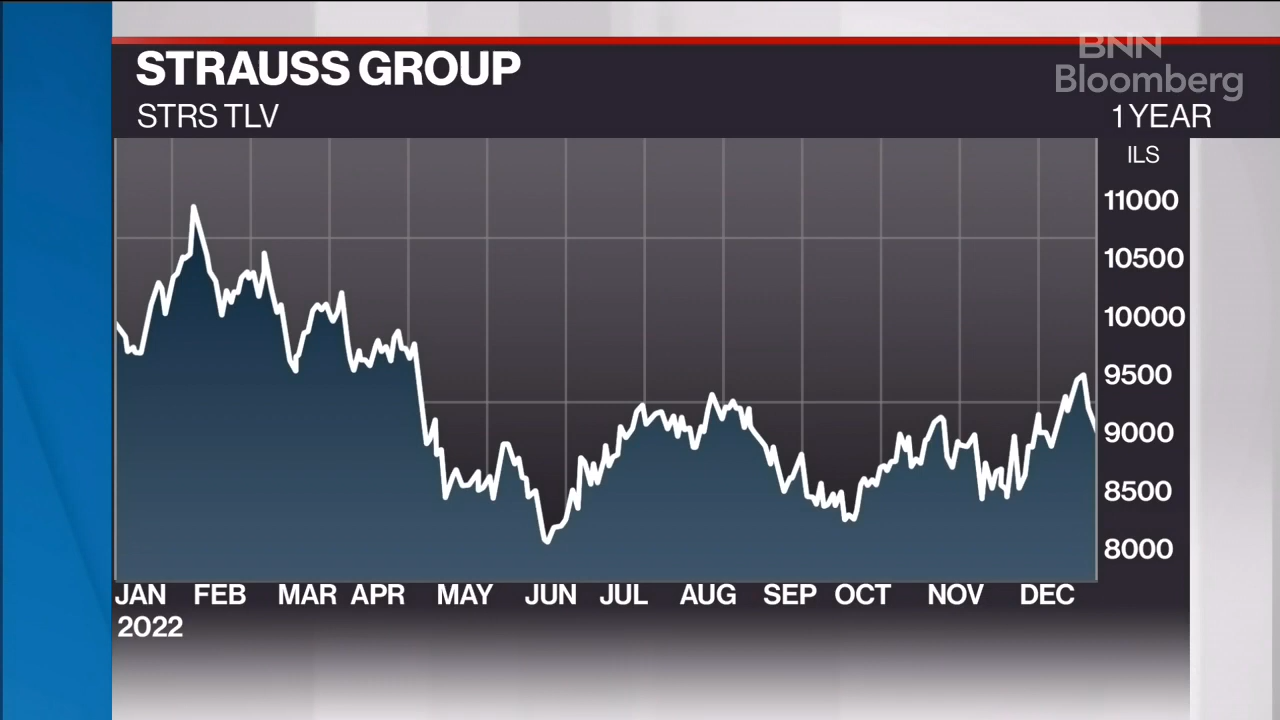 BNN
Bloomberg
STRAUSS GROUP
STRS TLV
1 YEAR
ILS
11000
10500
10000
9500
9000
8500
8000
JAN FEB MAR APR MAY JUN JUL AUG SEP OCT NOV DEC
2022